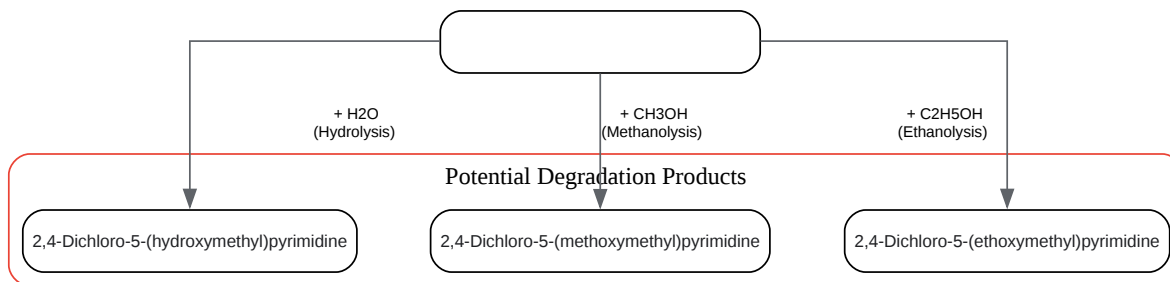 + H2O
(Hydrolysis)
+ CH3OH
(Methanolysis)
+ C2H5OH
(Ethanolysis)
Potential Degradation Products
2,4-Dichloro-5-(hydroxymethyl)pyrimidine
2,4-Dichloro-5-(methoxymethyl)pyrimidine
2,4-Dichloro-5-(ethoxymethyl)pyrimidine